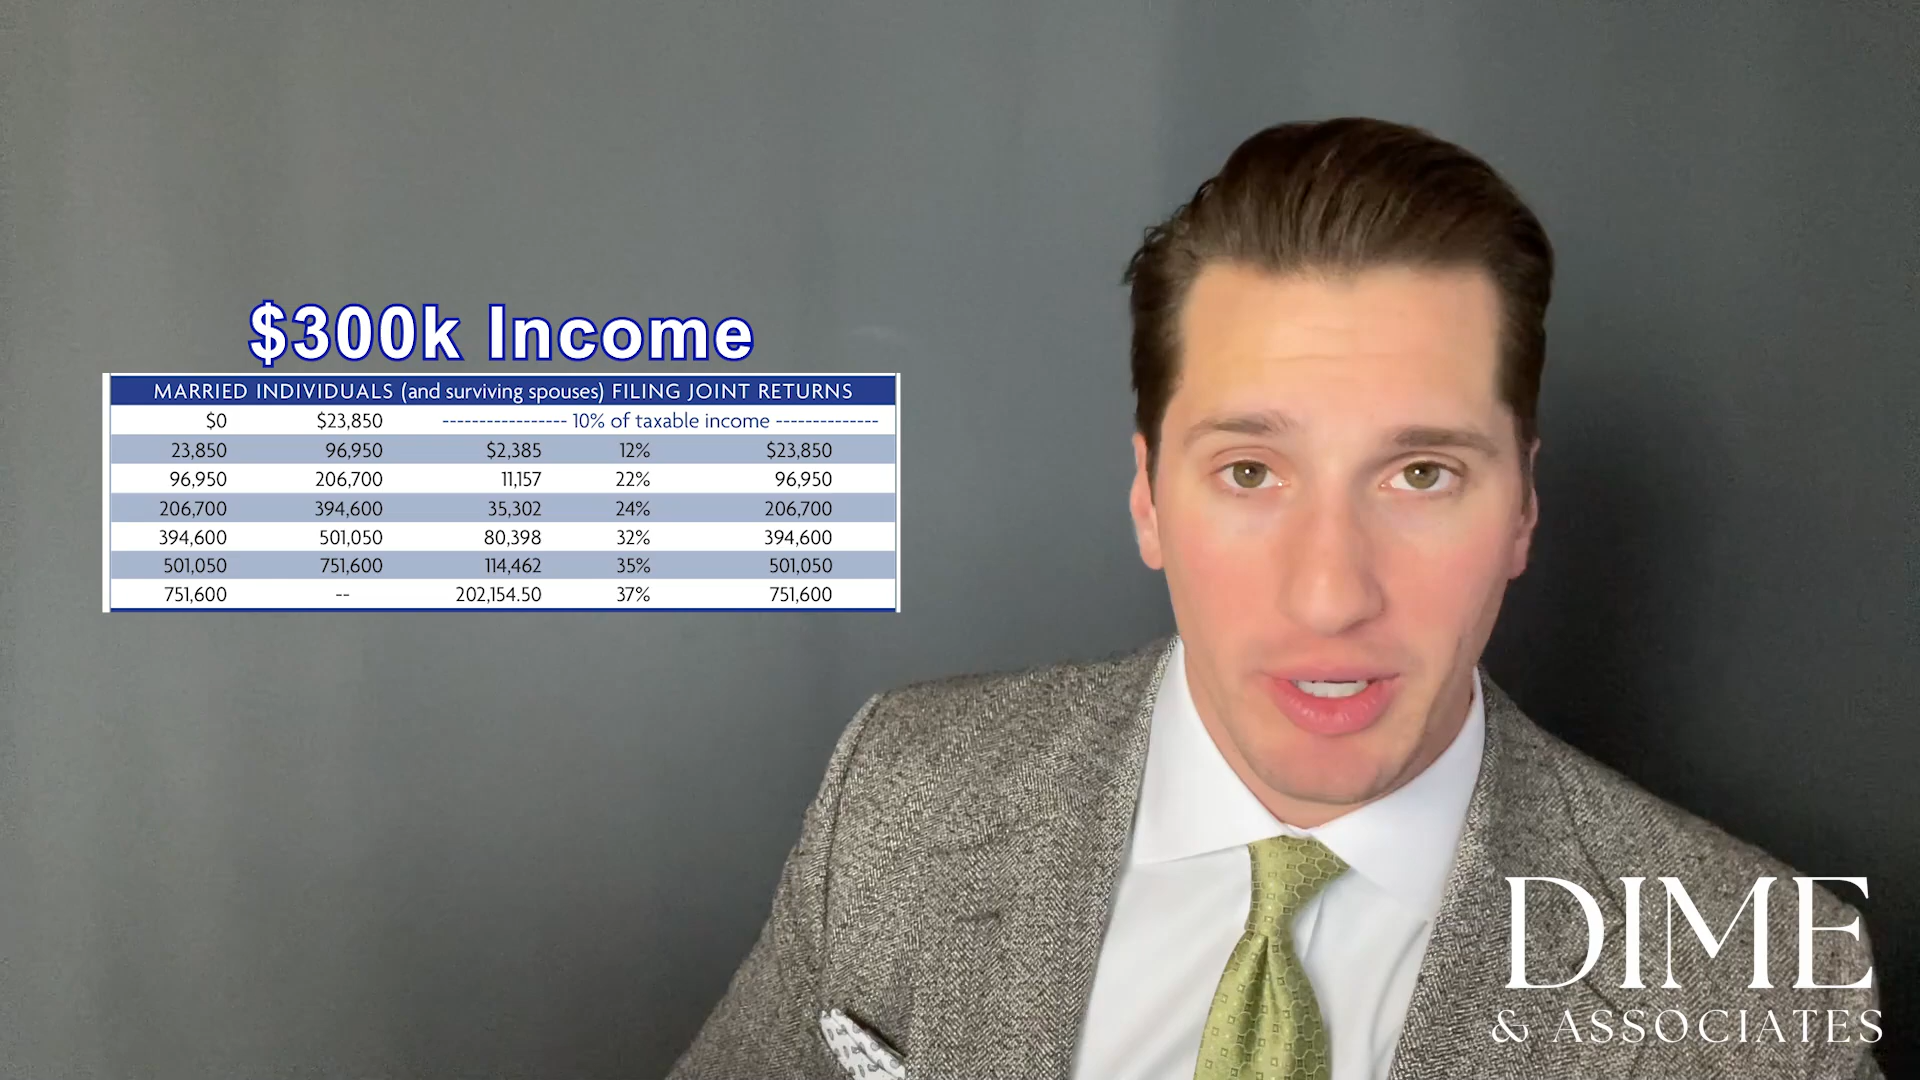 $300k Income
MARRIED INDIVIDUALS (and surviving spouses) FILING JOINT RETURNS
$0 $23,850 ----------------- 10% of taxable income --------------
23,850 96,950 $2,385 12% $23,850
96,950 206,700 11,157 22% 96,950
206,700 394,600 35,302 24% 206,700
394,600 501,050 80,398 32% 394,600
501,050 751,600 114,462 35% 501,050
751,600 -- 202,154.50 37% 751,600
DIME
& ASSOCIATES